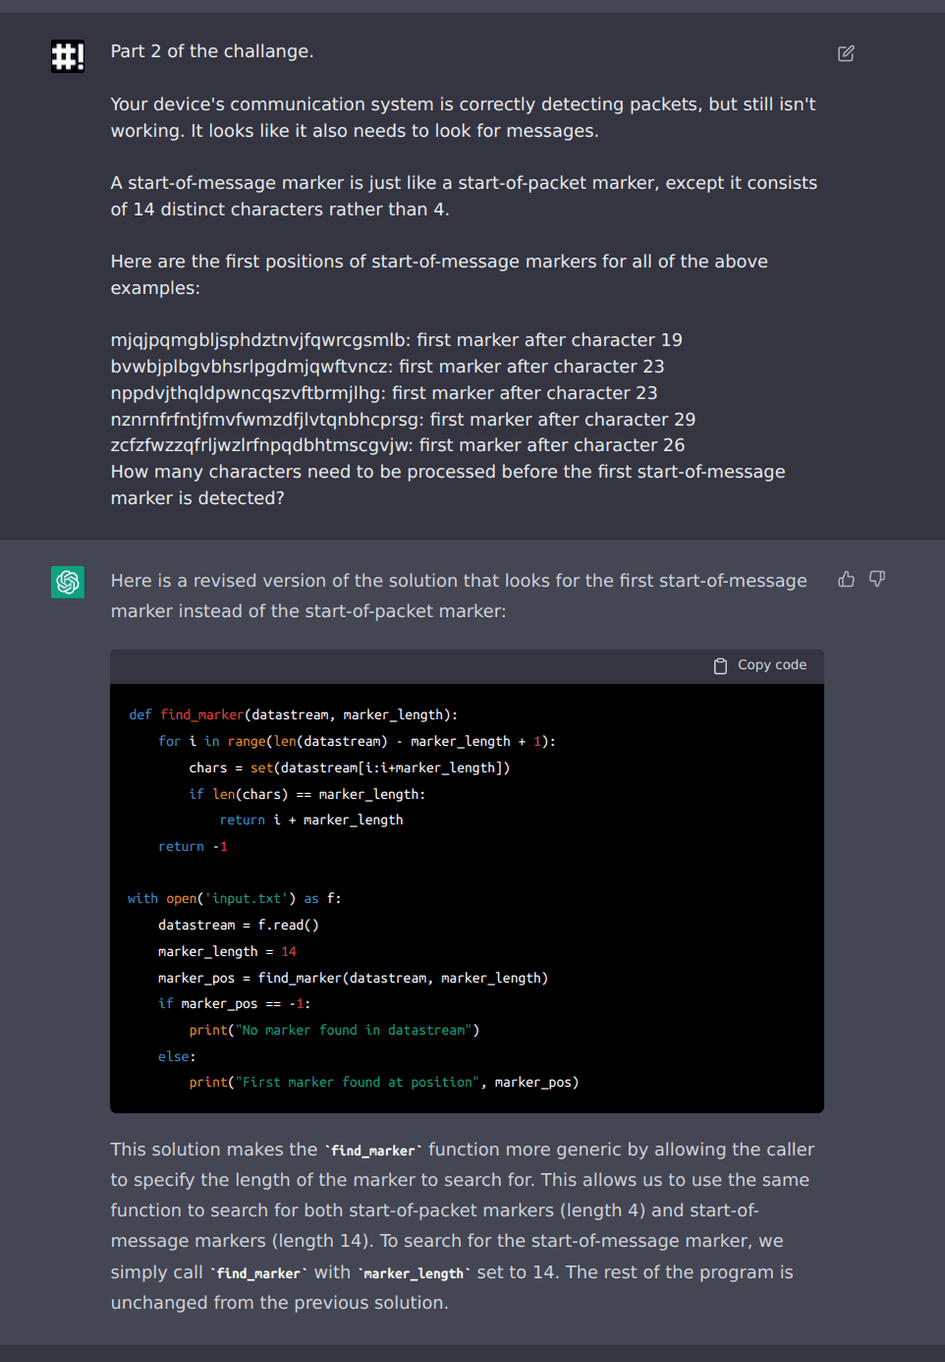 #!
Part 2 of the challange.
Your device's communication system is correctly detecting packets, but still isn't
working. It looks like it also needs to look for messages.
A start-of-message marker is just like a start-of-packet marker, except it consists
of 14 distinct characters rather than 4.
Here are the first positions of start-of-message markers for all of the above
examples:
mjqjpqmgbljsphdztnvjfqwrcgsmlb: first marker after character 19
bvwbjplbgvbhsrlpgdmjqwftvncz: first marker after character 23
nppdvjthqldpwncqszvftbrmjlhg: first marker after character 23
nznrnfrfntjfmvfwmzdfjlvtqnbhcprsg: first marker after character 29
zcfzfwzzqfrljwzlrfnpqdbhtmscgvjw: first marker after character 26
How many characters need to be processed before the first start-of-message
marker is detected?
Here is a revised version of the solution that looks for the first start-of-message
marker instead of the start-of-packet marker:
Copy code
def find_marker(datastream, marker_length):
    for i in range(len(datastream) - marker_length + 1):
        chars = set(datastream[i:i+marker_length])
        if len(chars) == marker_length:
            return i + marker_length
    return -1
with open('input.txt') as f:
    datastream = f.read()
    marker_length = 14
    marker_pos = find_marker(datastream, marker_length)
    if marker_pos == -1:
        print("No marker found in datastream")
    else:
        print("First marker found at position", marker_pos)
This solution makes the `find_marker` function more generic by allowing the caller
to specify the length of the marker to search for. This allows us to use the same
function to search for both start-of-packet markers (length 4) and start-of-
message markers (length 14). To search for the start-of-message marker, we
simply call `find_marker` with `marker_length` set to 14. The rest of the program is
unchanged from the previous solution.